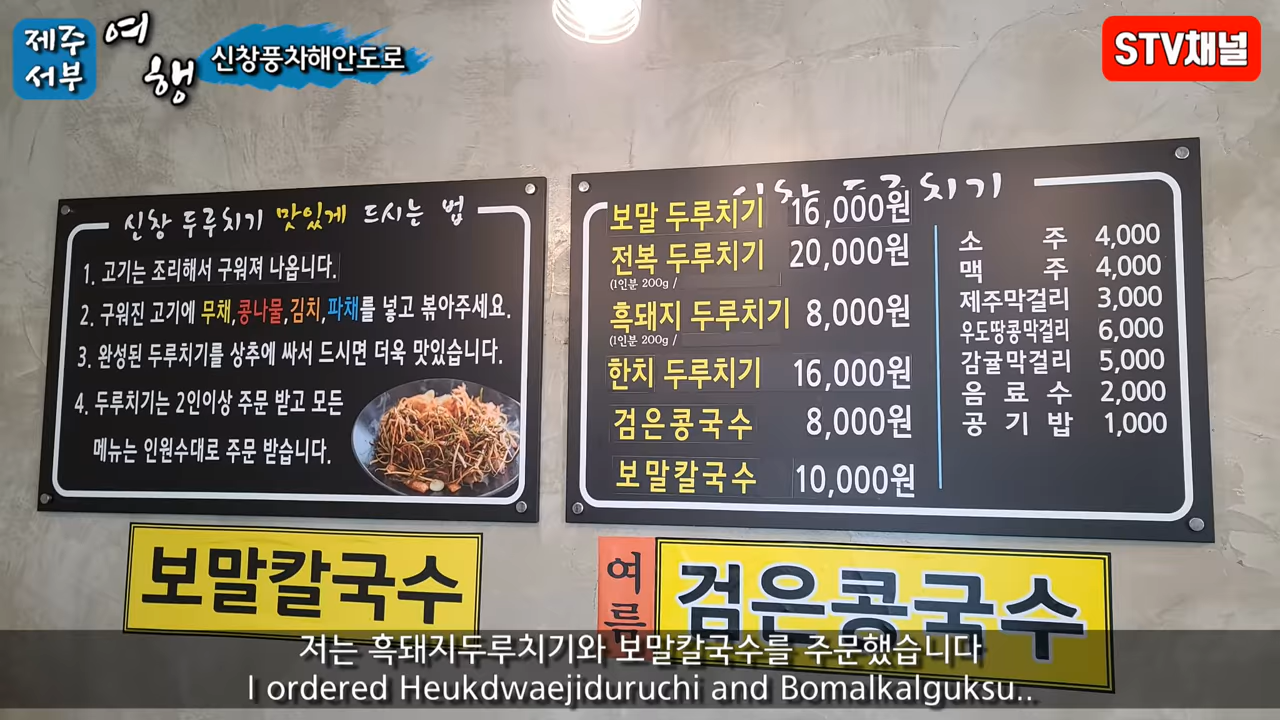 제주
서부
여행
신창풍차해안도로
STV채널
신창 두루치기 맛있게 드시는 법
1. 고기는 조리해서 구워져 나옵니다.
2. 구워진 고기에 무채,콩나물,김치,파채를 넣고 볶아주세요.
3. 완성된 두루치기를 상추에 싸서 드시면 더욱 맛있습니다.
4. 두루치기는 2인이상 주문 받고 모든
메뉴는 인원수대로 주문 받습니다.
신창 두루치기
보말 두루치기 16,000원
전복 두루치기 20,000원
(1인분 200g /
흑돼지 두루치기 8,000원
(1인분 200g /
한치 두루치기 16,000원
검은콩국수 8,000원
보말칼국수 10,000원
소 주 4,000
맥 주 4,000
제주막걸리 3,000
우도땅콩막걸리 6,000
감귤막걸리 5,000
음 료 수 2,000
공 기 밥 1,000
보말칼국수
여름
검은콩국수
저는 흑돼지두루치기와 보말칼국수를 주문했습니다
I ordered Heukdwaejiduruchi and Bomalkalguksu..